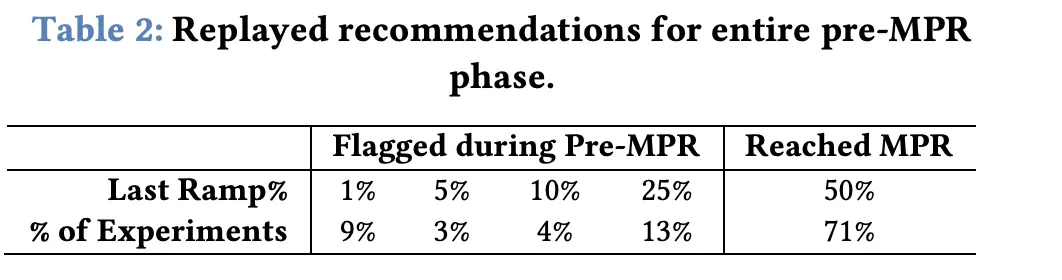 Table 2: Replayed recommendations for entire pre-MPR
phase.
Flagged during Pre-MPR Reached MPR
Last Ramp% 1% 5% 10% 25% 50%
% of Experiments 9% 3% 4% 13% 71%